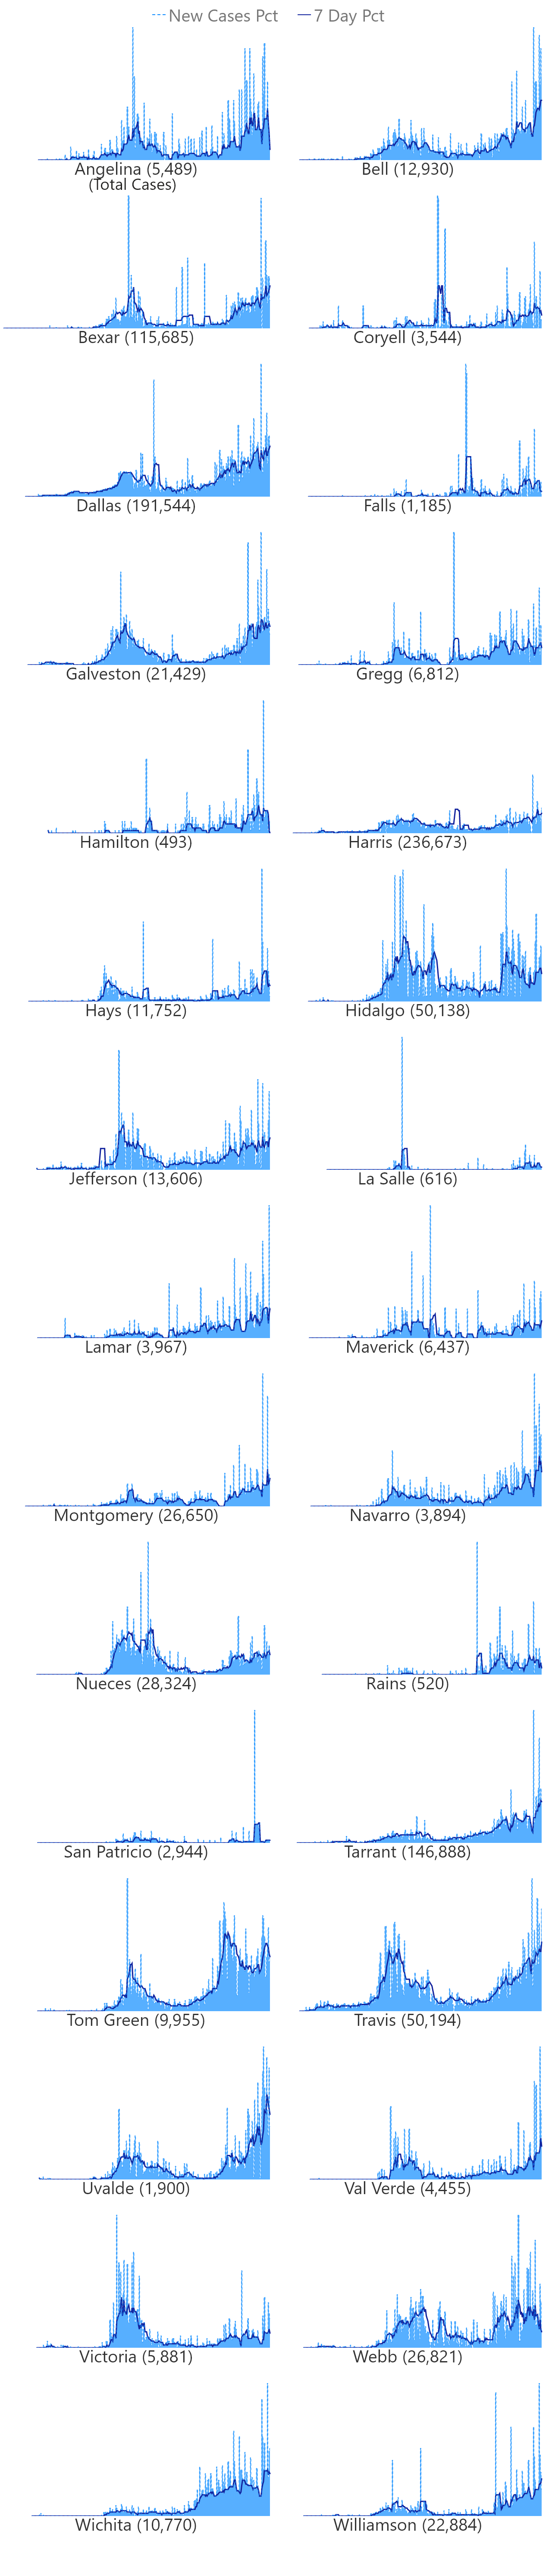 New Cases Pct 7 Day Pct
Angelina (5,489) Bell (12,930)
(Total Cases)
Bexar (115,685) Coryell (3,544)
Dallas (191,544) Falls (1,185)
Galveston (21,429) Gregg (6,812)
Hamilton (493) Harris (236,673)
Hays (11,752) Hidalgo (50,138)
Jefferson (13,606) La Salle (616)
Lamar (3,967) Maverick (6,437)
Montgomery (26,650) Navarro (3,894)
Nueces (28,324) Rains (520)
San Patricio (2,944) Tarrant (146,888)
Tom Green (9,955) Travis (50,194)
Uvalde (1,900) Val Verde (4,455)
Victoria (5,881) Webb (26,821)
Wichita (10,770) Williamson (22,884)